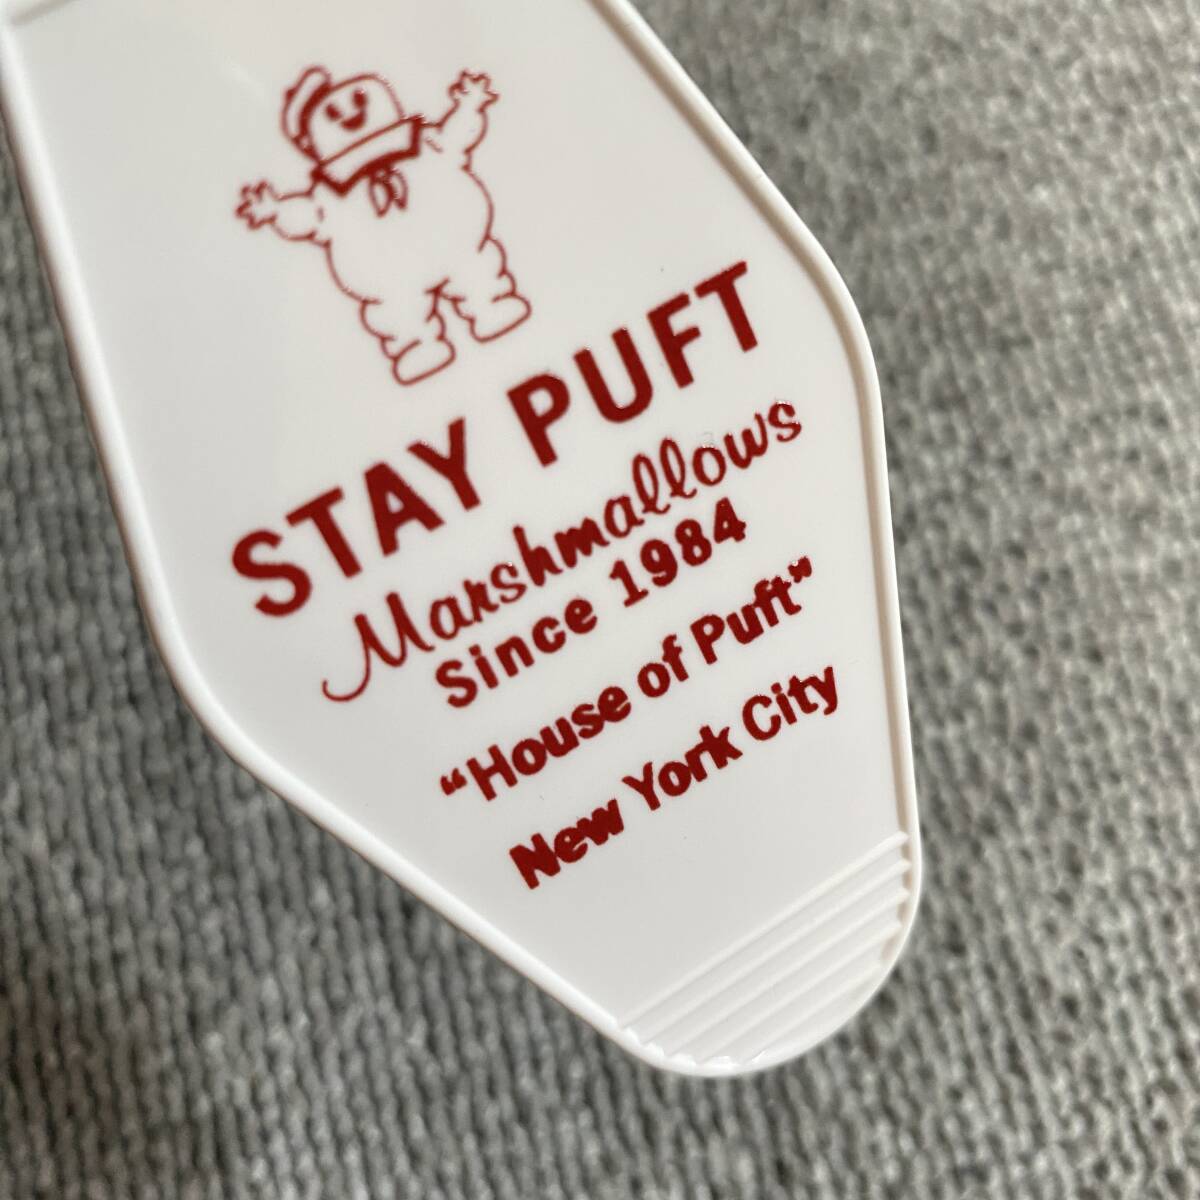 STAY PUFT
Marshmallows
Since 1984
“House of Puft”
New York City